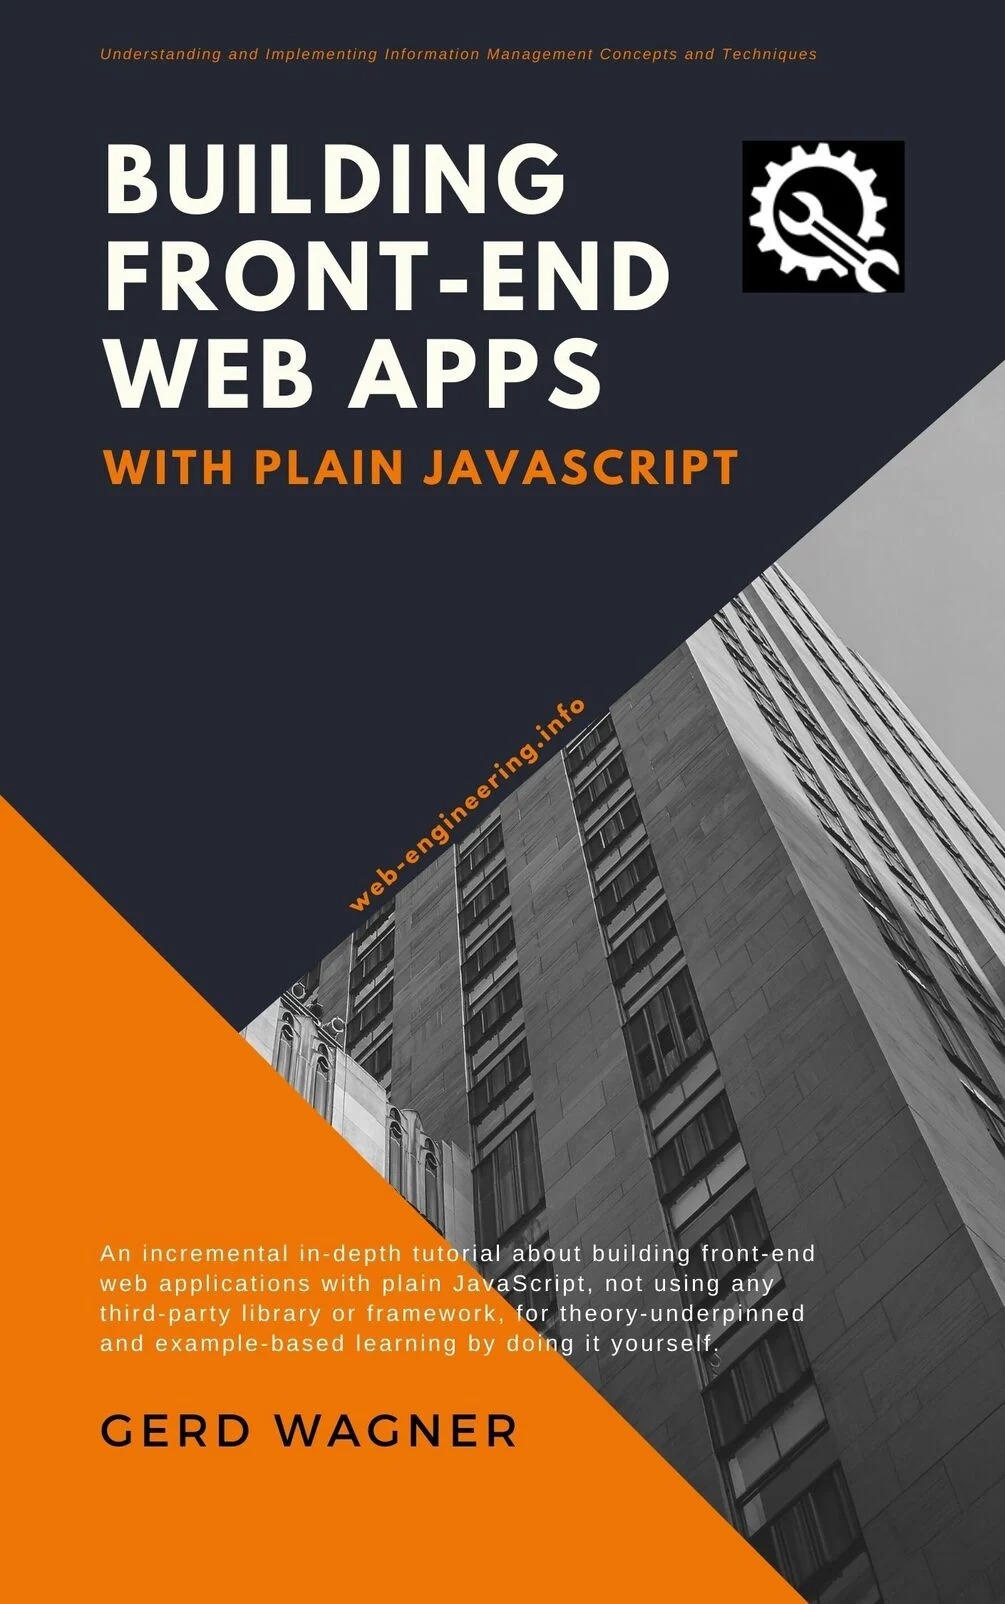 Understanding and Implementing Information Management Concepts and Techniques
BUILDING
FRONT-END
WEB APPS
WITH PLAIN JAVASCRIPT
web-engineering.info
An incremental in-depth tutorial about building front-end
web applications with plain JavaScript, not using any
third-party library or framework, for theory-underpinned
and example-based learning by doing it yourself.
GERD WAGNER